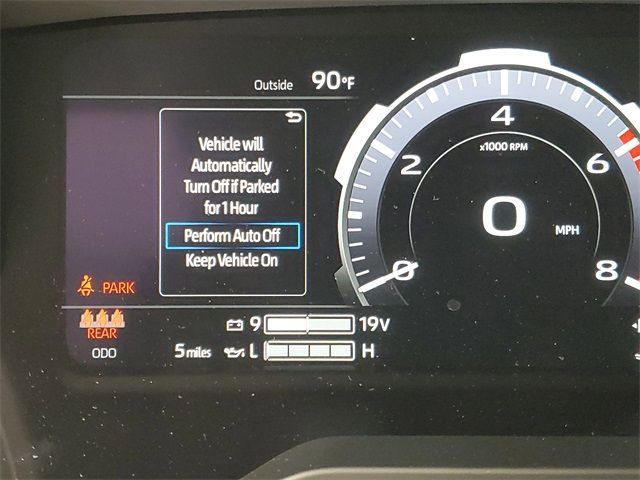 Outside 90°F
Vehicle will
Automatically
Turn Off if Parked
for 1 Hour
Perform Auto Off
Keep Vehicle On
4
x1000 RPM
2
6
0
MPH
0
8
PARK
REAR
ODO
9
19V
5 miles
L
H